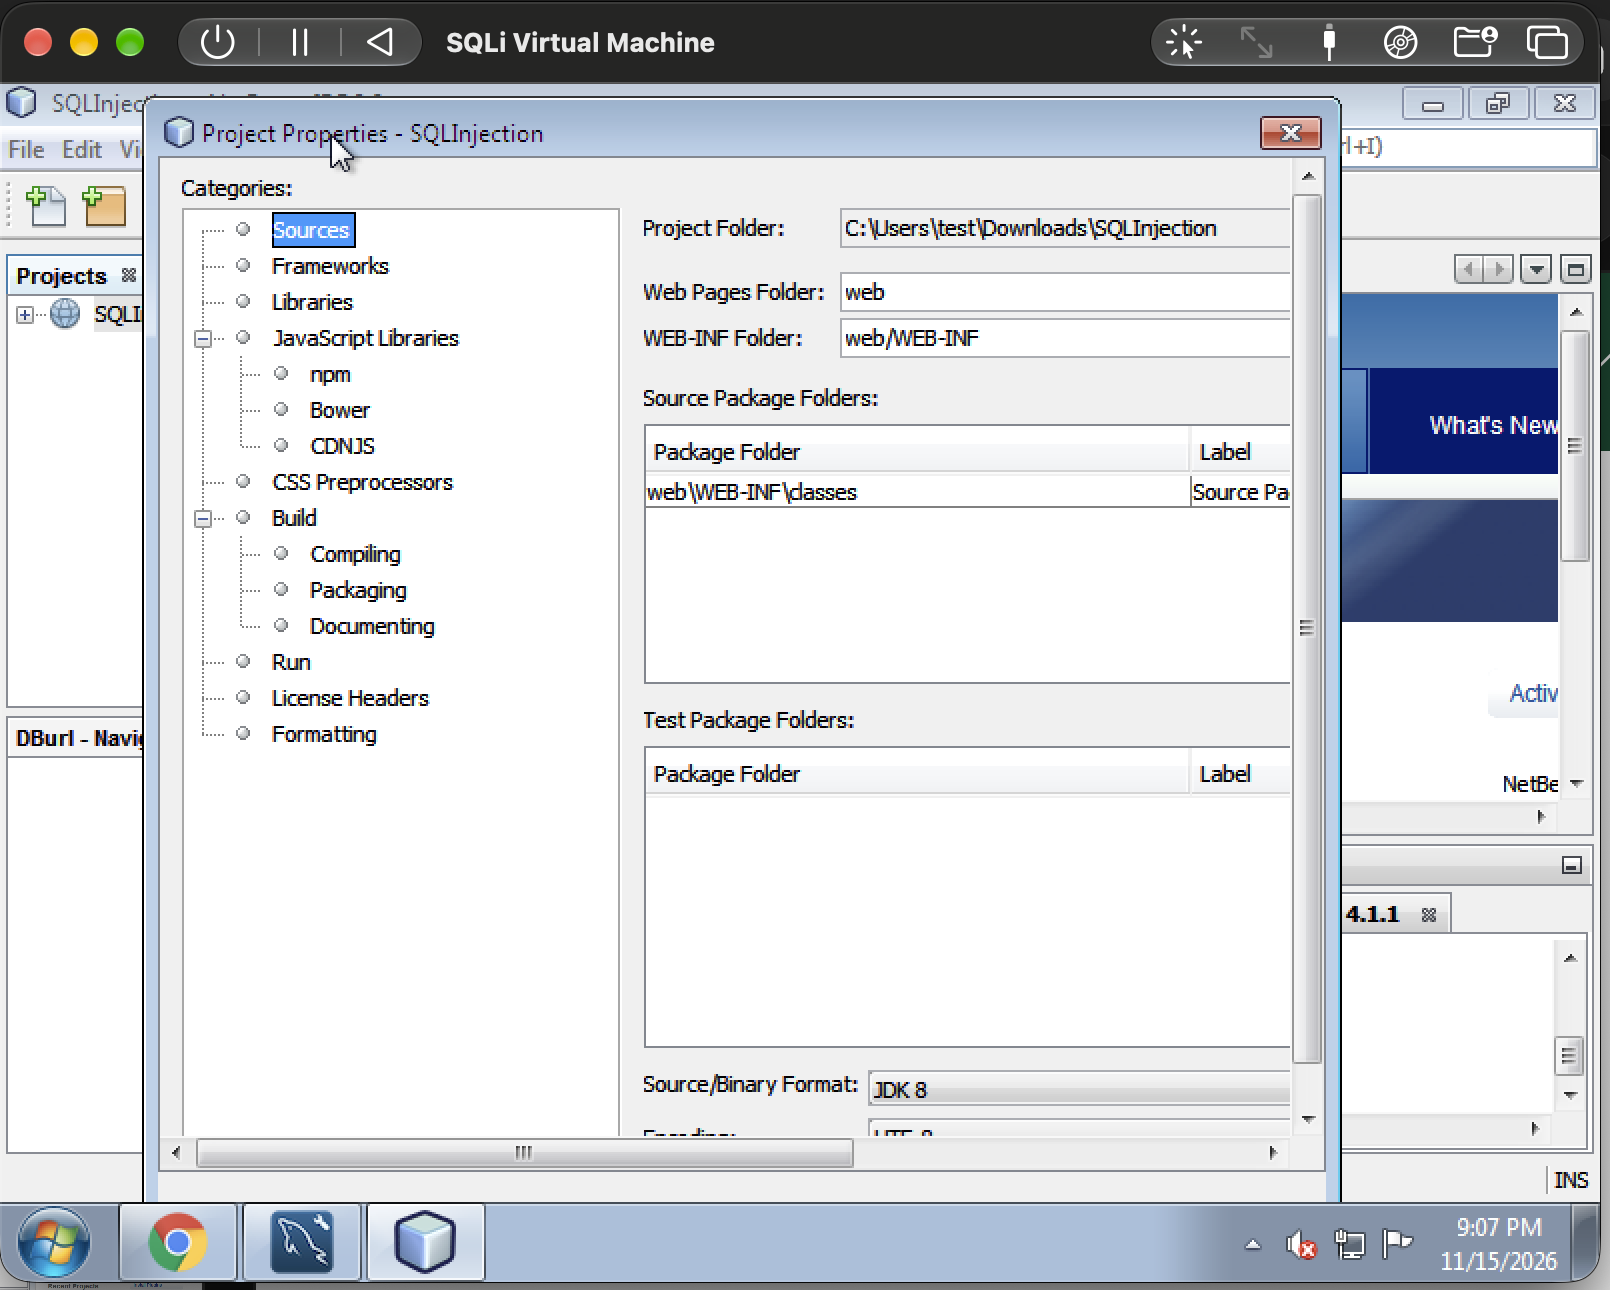 SQLi Virtual Machine
SQLInjec
Project Properties - SQLInjection
File Edit Vi
l+I)
Categories:
Sources
Frameworks
Libraries
JavaScript Libraries
npm
Bower
CDNJS
CSS Preprocessors
Build
Compiling
Packaging
Documenting
Run
License Headers
Formatting
Project Folder: C:\Users\test\Downloads\SQLInjection
Web Pages Folder: web
WEB-INF Folder: web/WEB-INF
Source Package Folders:
Package Folder Label
web\WEB-INF\classes Source Pa
Test Package Folders:
Package Folder Label
Source/Binary Format: JDK 8
Projects
SQLI
DBurl - Navig
What's New
Activ
NetBe
4.1.1
INS
9:07 PM
11/15/2026
Recent Projects